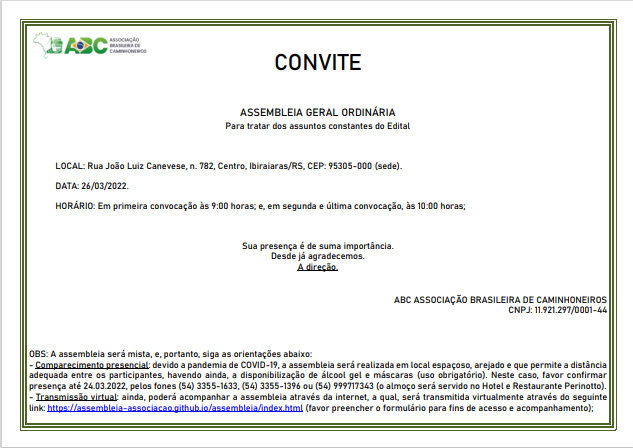 ABC ASSOCIAÇÃO
BRASILEIRA DE
CAMINHONEIROS
CONVITE
ASSEMBLEIA GERAL ORDINÁRIA
Para tratar dos assuntos constantes do Edital
LOCAL: Rua João Luiz Canevese, n. 782, Centro, Ibiraiaras/RS, CEP: 95305-000 (sede).
DATA: 26/03/2022.
HORÁRIO: Em primeira convocação às 9:00 horas; e, em segunda e última convocação, às 10:00 horas;
Sua presença é de suma importância.
Desde já agradecemos.
A direção.
ABC ASSOCIAÇÃO BRASILEIRA DE CAMINHONEIROS
CNPJ: 11.921.297/0001-44
OBS: A assembleia será mista, e, portanto, siga as orientações abaixo:
- Comparecimento presencial: devido a pandemia de COVID-19, a assembleia será realizada em local espaçoso, arejado e que permite a distância
adequada entre os participantes, havendo ainda, a disponibilização de álcool gel e máscaras (uso obrigatório). Neste caso, favor confirmar
presença até 24.03.2022, pelos fones (54) 3355-1633, (54) 3355-1396 ou (54) 999717343 (o almoço será servido no Hotel e Restaurante Perinotto).
- Transmissão virtual: ainda, poderá acompanhar a assembleia através da internet, a qual, será transmitida virtualmente através do seguinte
link: https://assembleia-associacao.github.io/assembleia/index.html (favor preencher o formulário para fins de acesso e acompanhamento);